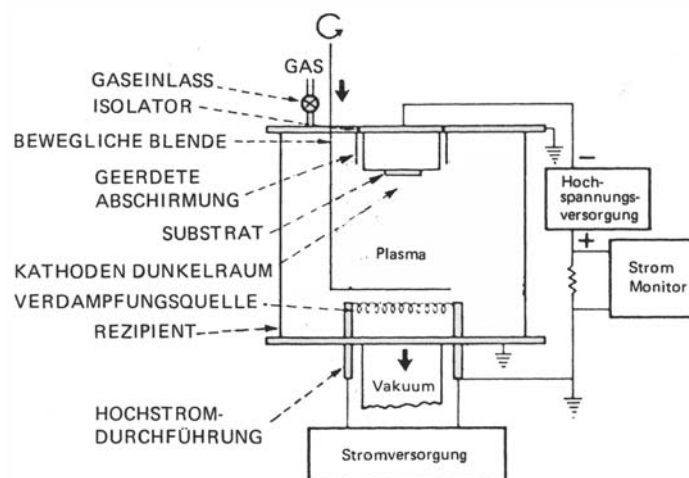 GAS
GASEINLASS
ISOLATOR
BEWEGLICHE BLENDE
GEERDETE
ABSCHIRMUNG
SUBSTRAT
KATHODEN DUNKELRAUM
VERDAMPFUNGSQUELLE
REZIPIENT
HOCHSTROM-
DURCHFÜHRUNG
Plasma
Vakuum
Stromversorgung
−
Hoch-
spannungs-
versorgung
+
Strom
Monitor